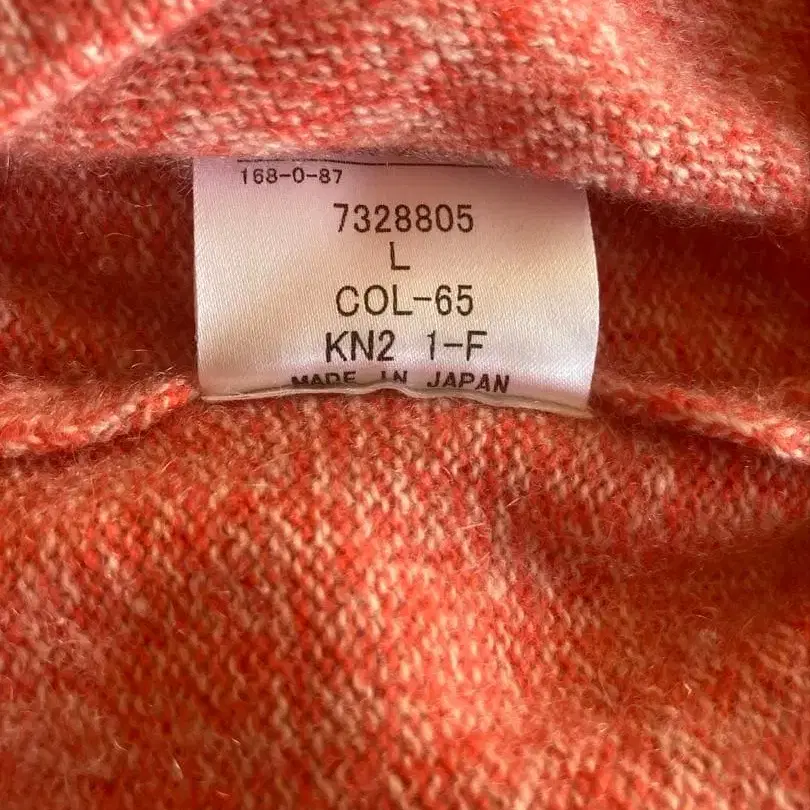 168-0-87
7328805
L
COL-65
KN2 1-F
MADE IN JAPAN